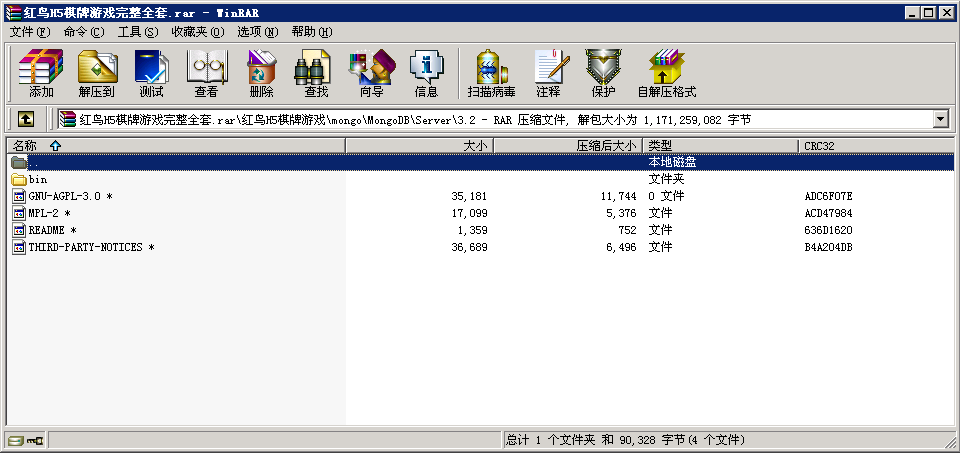 红鸟H5棋牌游戏完整全套.rar - WinRAR
文件(F) 命令(C) 工具(S) 收藏夹(O) 选项(N) 帮助(H)
添加 解压到 测试 查看 删除 查找 向导 信息 扫描病毒 注释 保护 自解压格式
红鸟H5棋牌游戏完整全套.rar\红鸟H5棋牌游戏\mongo\MongoDB\Server\3.2 - RAR 压缩文件, 解包大小为 1,171,259,082 字节
名称 大小 压缩后大小 类型 CRC32
.. 本地磁盘
bin 文件夹
GNU-AGPL-3.0 * 35,181 11,744 0 文件 ADC6F07E
MPL-2 * 17,099 5,376 文件 ACD47984
README * 1,359 752 文件 636D1620
THIRD-PARTY-NOTICES * 36,689 6,496 文件 B4A204DB
总计 1 个文件夹 和 90,328 字节(4 个文件)